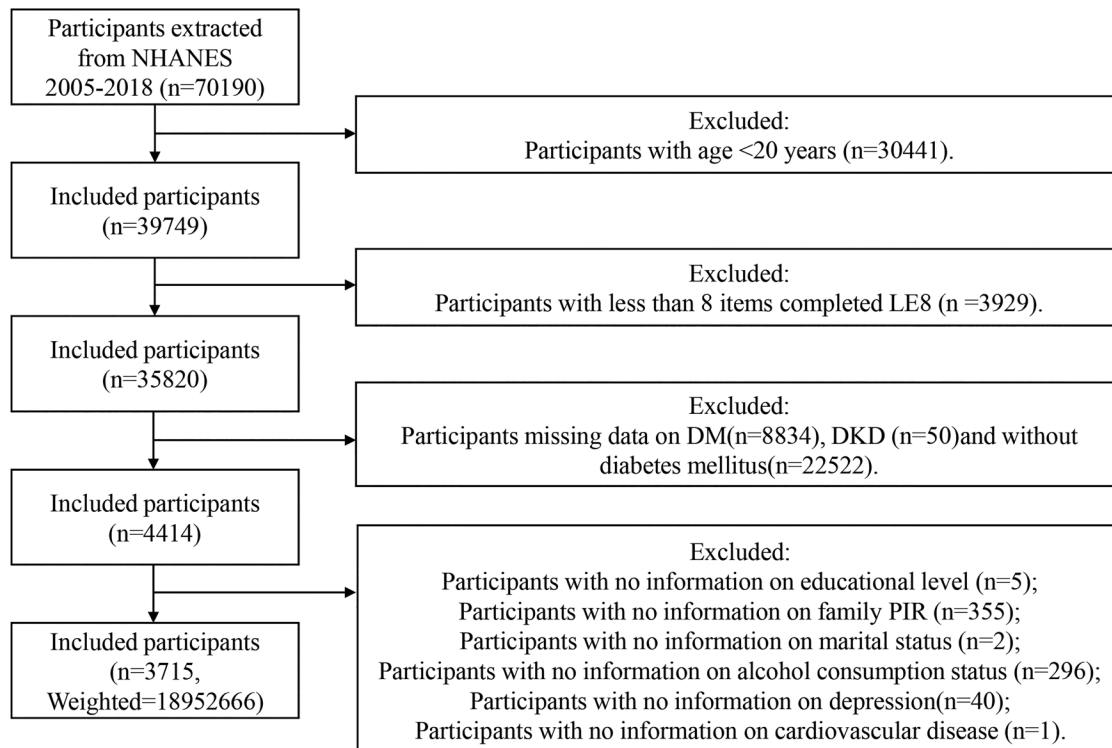 Participants extracted
from NHANES
2005-2018 (n=70190)
Excluded:
Participants with age <20 years (n=30441).
Included participants
(n=39749)
Excluded:
Participants with less than 8 items completed LE8 (n =3929).
Included participants
(n=35820)
Excluded:
Participants missing data on DM(n=8834), DKD (n=50)and without
diabetes mellitus(n=22522).
Included participants
(n=4414)
Excluded:
Participants with no information on educational level (n=5);
Participants with no information on family PIR (n=355);
Participants with no information on marital status (n=2);
Participants with no information on alcohol consumption status (n=296);
Participants with no information on depression(n=40);
Participants with no information on cardiovascular disease (n=1).
Included participants
(n=3715,
Weighted=18952666)